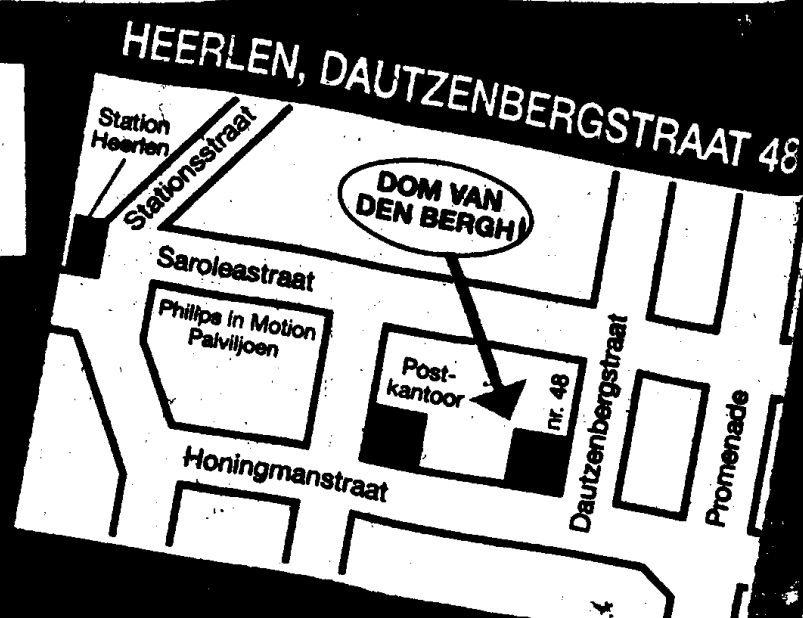 HEERLEN, DAUTZENBERGSTRAAT 48
Station
Heerlen
Stationsstraat
DOM VAN
DEN BERGH
Saroleastraat
Philips in Motion
Palviljoen
Post-
kantoor
nr. 48
Dautzenbergstraat
Promenade
Honingmanstraat